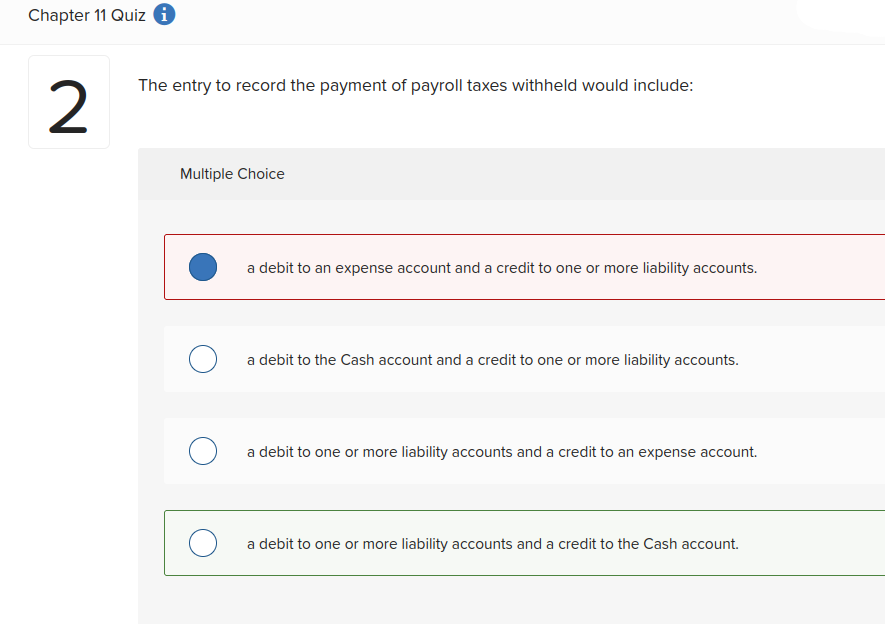 Chapter 11 Quiz i
2
The entry to record the payment of payroll taxes withheld would include:
Multiple Choice
a debit to an expense account and a credit to one or more liability accounts.
a debit to the Cash account and a credit to one or more liability accounts.
a debit to one or more liability accounts and a credit to an expense account.
a debit to one or more liability accounts and a credit to the Cash account.